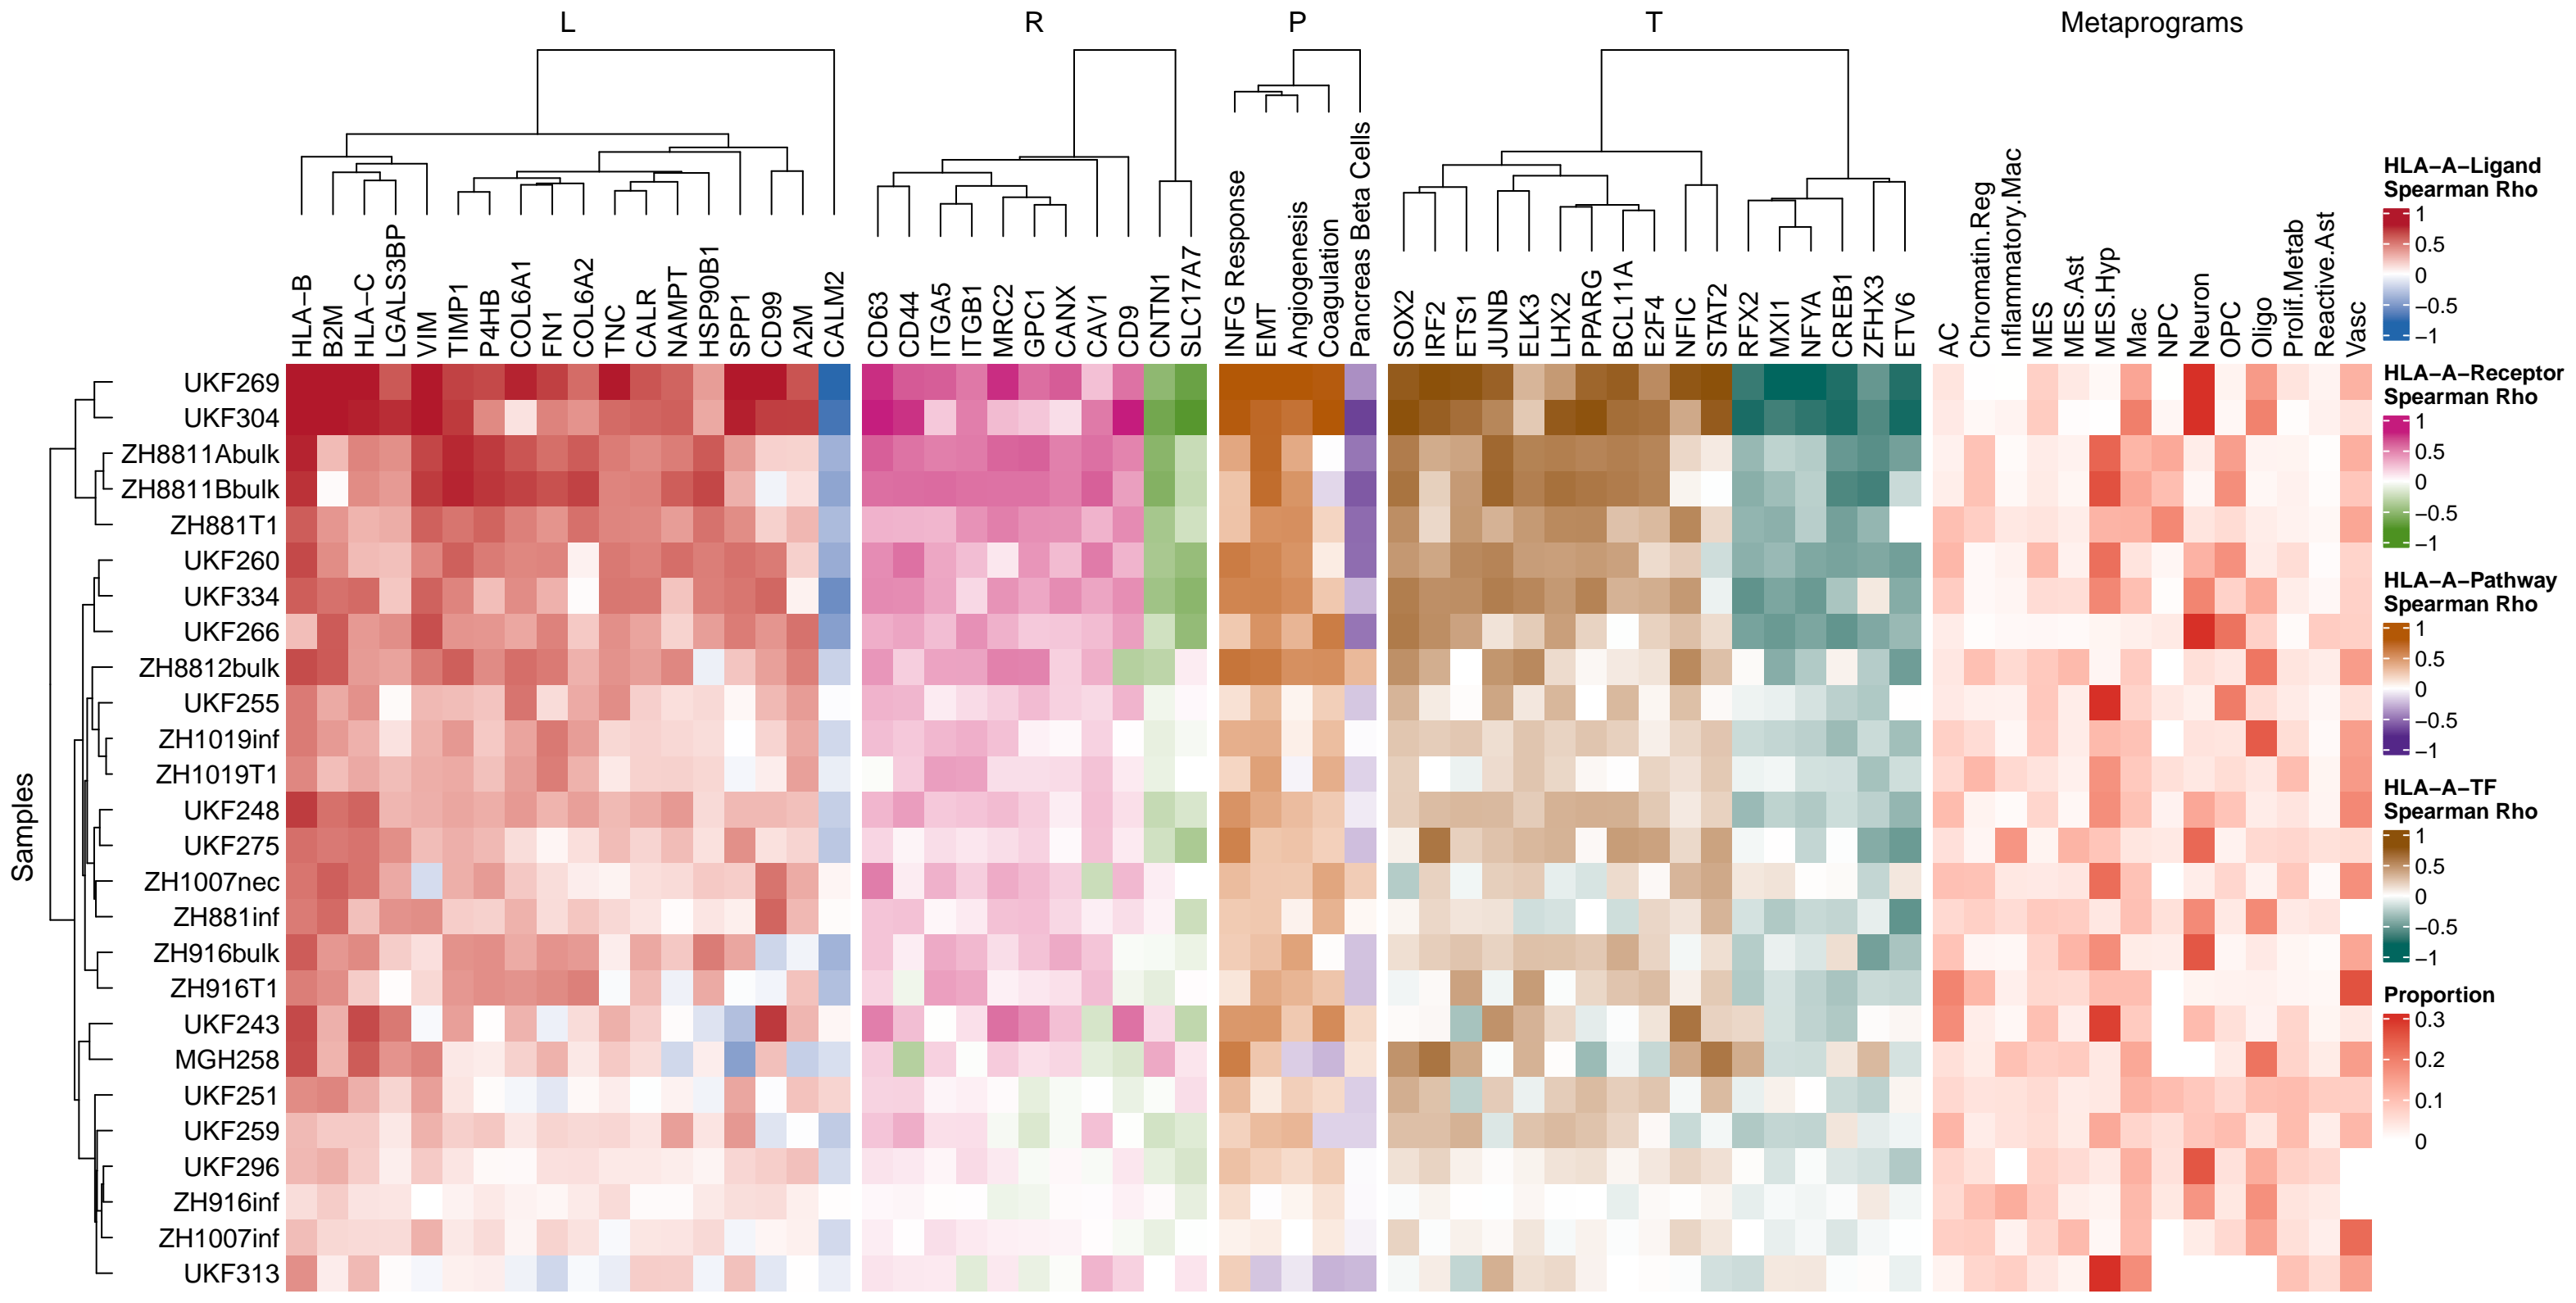 L R P T Metaprograms
HLA−B
B2M
HLA−C
LGALS3BP
VIM
TIMP1
P4HB
COL6A1
FN1
COL6A2
TNC
CALR
NAMPT
HSP90B1
SPP1
CD99
A2M
CALM2
CD63
CD44
ITGA5
ITGB1
MRC2
GPC1
CANX
CAV1
CD9
CNTN1
SLC17A7
INFG Response
EMT
Angiogenesis
Coagulation
Pancreas Beta Cells
SOX2
IRF2
ETS1
JUNB
ELK3
LHX2
PPARG
BCL11A
E2F4
NFIC
STAT2
RFX2
MXI1
NFYA
CREB1
ZFHX3
ETV6
AC
Chromatin.Reg
Inflammatory.Mac
MES
MES.Ast
MES.Hyp
Mac
NPC
Neuron
OPC
Oligo
Prolif.Metab
Reactive.Ast
Vasc
Samples
UKF269
UKF304
ZH8811Abulk
ZH8811Bbulk
ZH881T1
UKF260
UKF334
UKF266
ZH8812bulk
UKF255
ZH1019inf
ZH1019T1
UKF248
UKF275
ZH1007nec
ZH881inf
ZH916bulk
ZH916T1
UKF243
MGH258
UKF251
UKF259
UKF296
ZH916inf
ZH1007inf
UKF313
HLA−A−Ligand
Spearman Rho
1
0.5
0
−0.5
−1
HLA−A−Receptor
Spearman Rho
1
0.5
0
−0.5
−1
HLA−A−Pathway
Spearman Rho
1
0.5
0
−0.5
−1
HLA−A−TF
Spearman Rho
1
0.5
0
−0.5
−1
Proportion
0.3
0.2
0.1
0